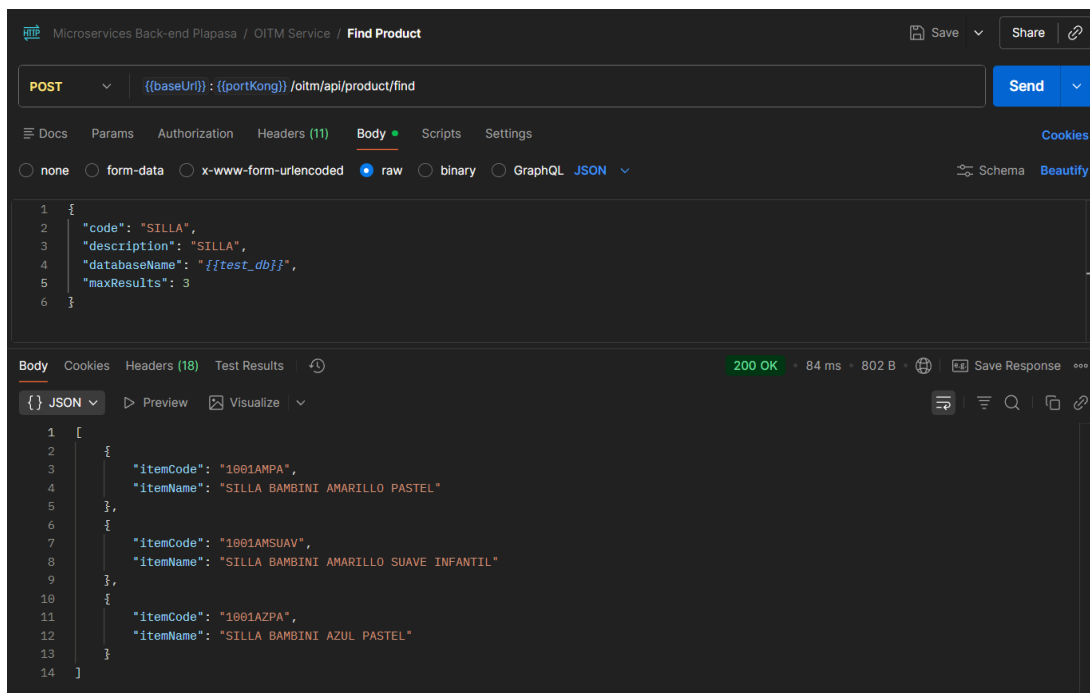 HTTP Microservices Back-end Plapasa / OITM Service / Find Product Save Share
POST {{baseUrl}} : {{portKong}} /oitm/api/product/find Send
Docs Params Authorization Headers (11) Body Scripts Settings Cookies
none form-data x-www-form-urlencoded raw binary GraphQL JSON Schema Beautify
1 {
2 "code": "SILLA",
3 "description": "SILLA",
4 "databaseName": "{{test_db}}",
5 "maxResults": 3
6 }
Body Cookies Headers (18) Test Results 200 OK • 84 ms • 802 B • e.g. Save Response
{} JSON Preview Visualize
1 [
2 {
3 "itemCode": "1001AMPA",
4 "itemName": "SILLA BAMBINI AMARILLO PASTEL"
5 },
6 {
7 "itemCode": "1001AMSUAV",
8 "itemName": "SILLA BAMBINI AMARILLO SUAVE INFANTIL"
9 },
10 {
11 "itemCode": "1001AZPA",
12 "itemName": "SILLA BAMBINI AZUL PASTEL"
13 }
14 ]